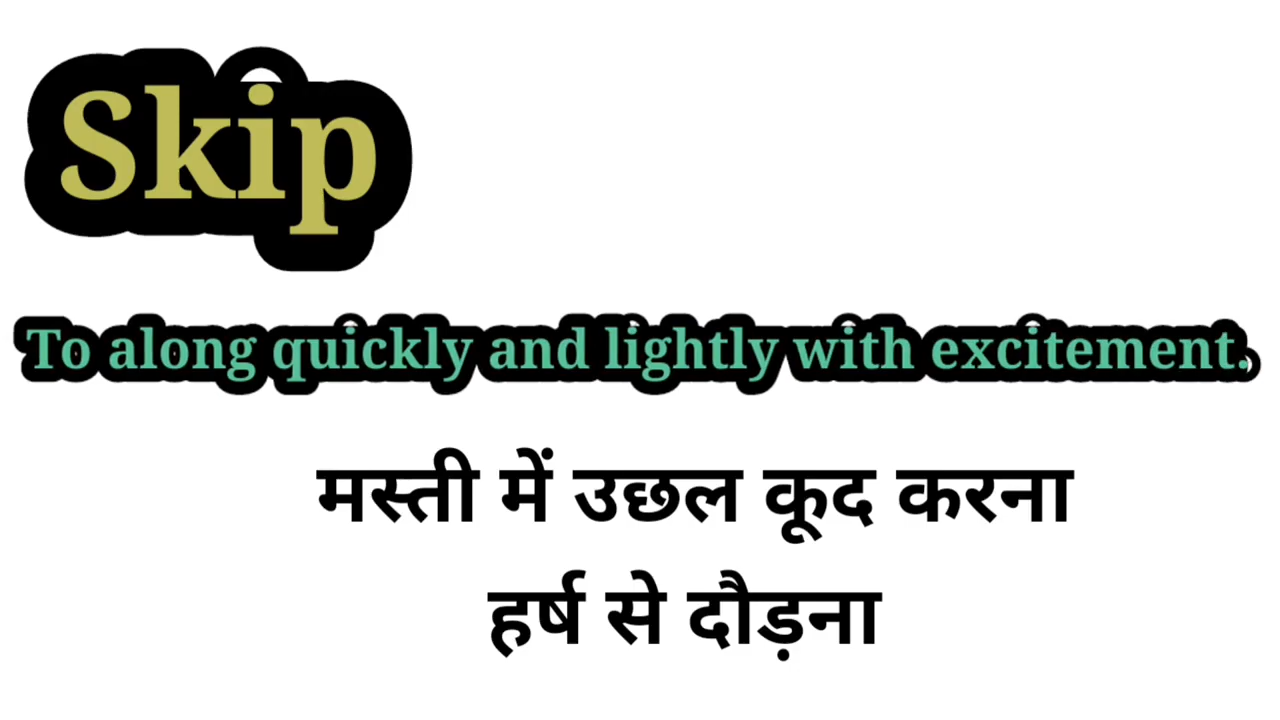 Skip
To along quickly and lightly with excitement.
मस्ती में उछल कूद करना
हर्ष से दौड़ना